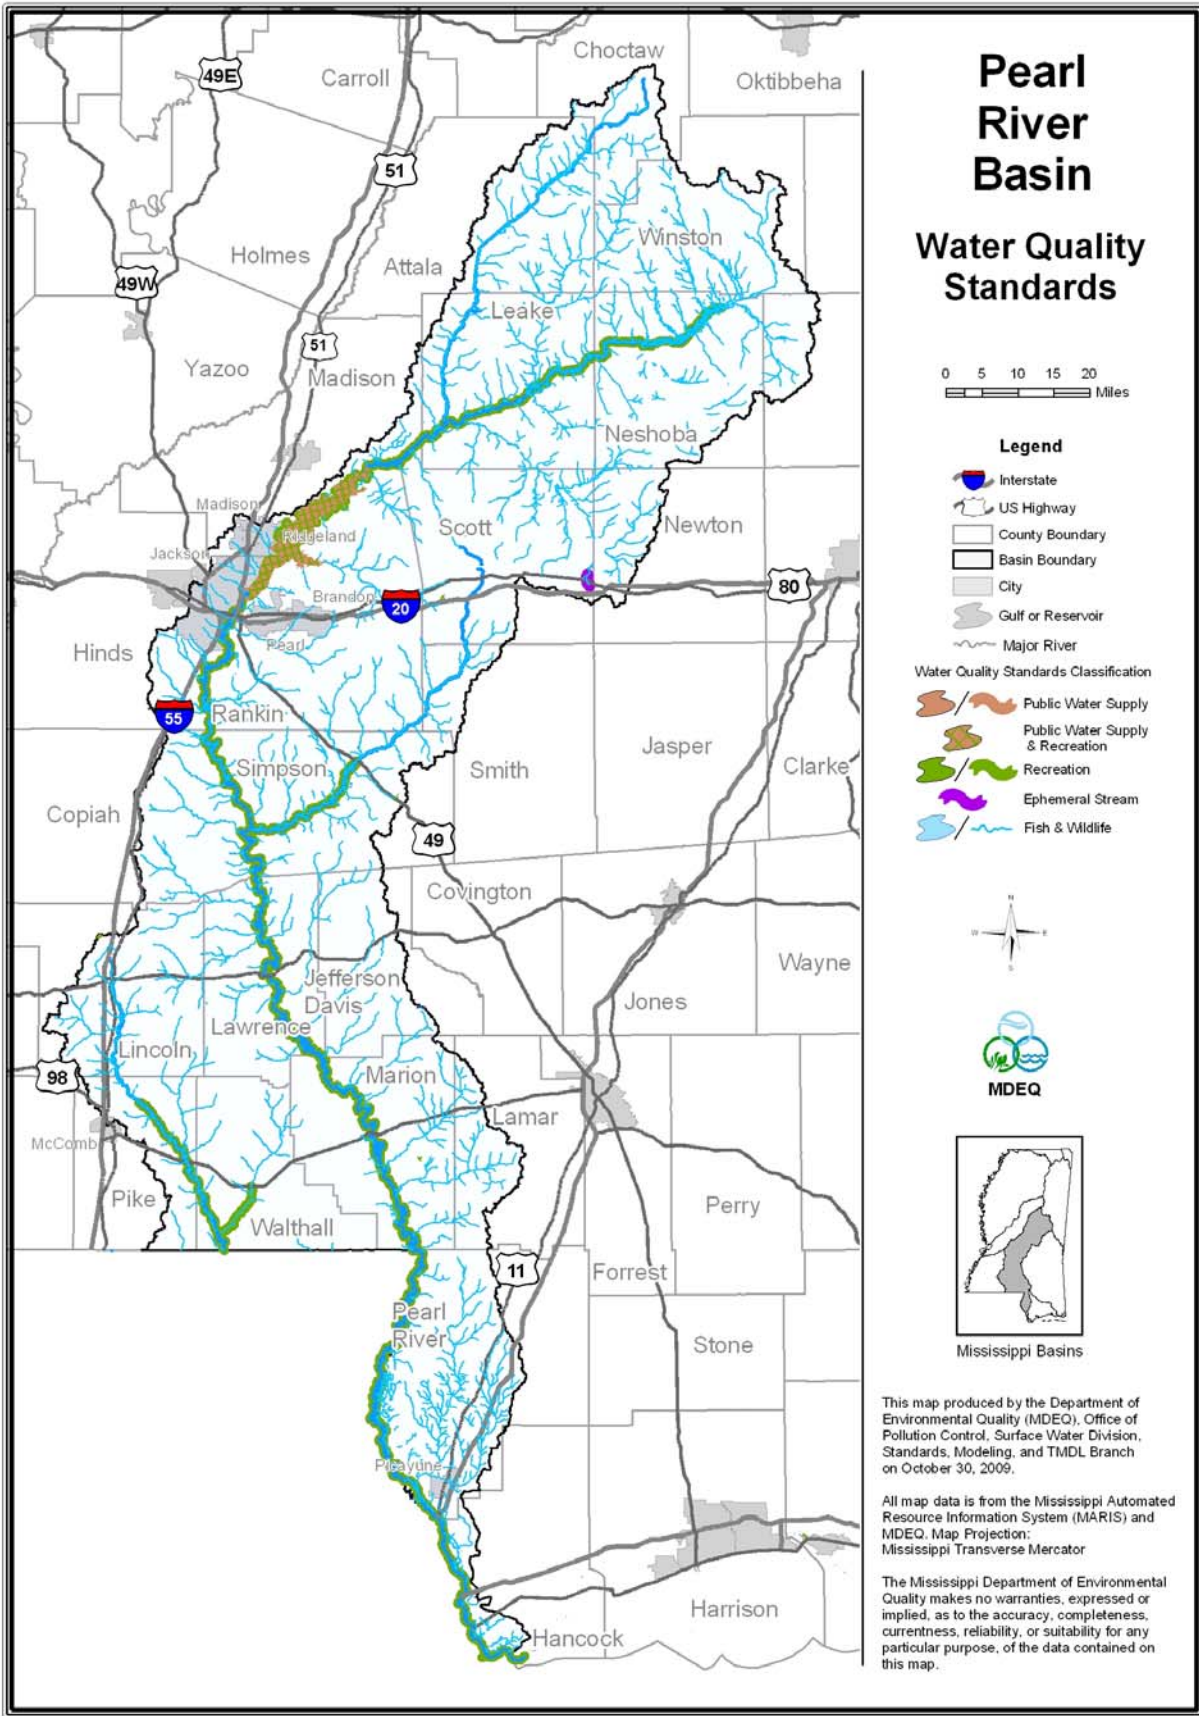 Pearl
River
Basin
Water Quality
Standards
0 5 10 15 20
Miles
Legend
Interstate
US Highway
County Boundary
Basin Boundary
City
Gulf or Reservoir
Major River
Water Quality Standards Classification
/ Public Water Supply
Public Water Supply
& Recreation
/ Recreation
Ephemeral Stream
/ Fish & Wildlife
N
W E
S
MDEQ
Mississippi Basins
This map produced by the Department of
Environmental Quality (MDEQ), Office of
Pollution Control, Surface Water Division,
Standards, Modeling, and TMDL Branch
on October 30, 2009.
All map data is from the Mississippi Automated
Resource Information System (MARIS) and
MDEQ. Map Projection:
Mississippi Transverse Mercator
The Mississippi Department of Environmental
Quality makes no warranties, expressed or
implied, as to the accuracy, completeness,
currentness, reliability, or suitability for any
particular purpose, of the data contained on
this map.
Choctaw
49E
Carroll
Oktibbeha
51
Winston
Holmes
Attala
49W
Leake
51
Yazoo
Madison
Neshoba
Madison
Scott
Newton
Ridgeland
Jackson
80
Brandon
20
Pearl
Hinds
55
Rankin
Jasper
Simpson
Smith
Clarke
Copiah
49
Covington
Wayne
Jefferson
Davis
Jones
Lawrence
Lincoln
98
Marion
Lamar
McComb
Pike
Perry
Walthall
11
Forrest
Pearl
River
Stone
Picayune
Harrison
Hancock